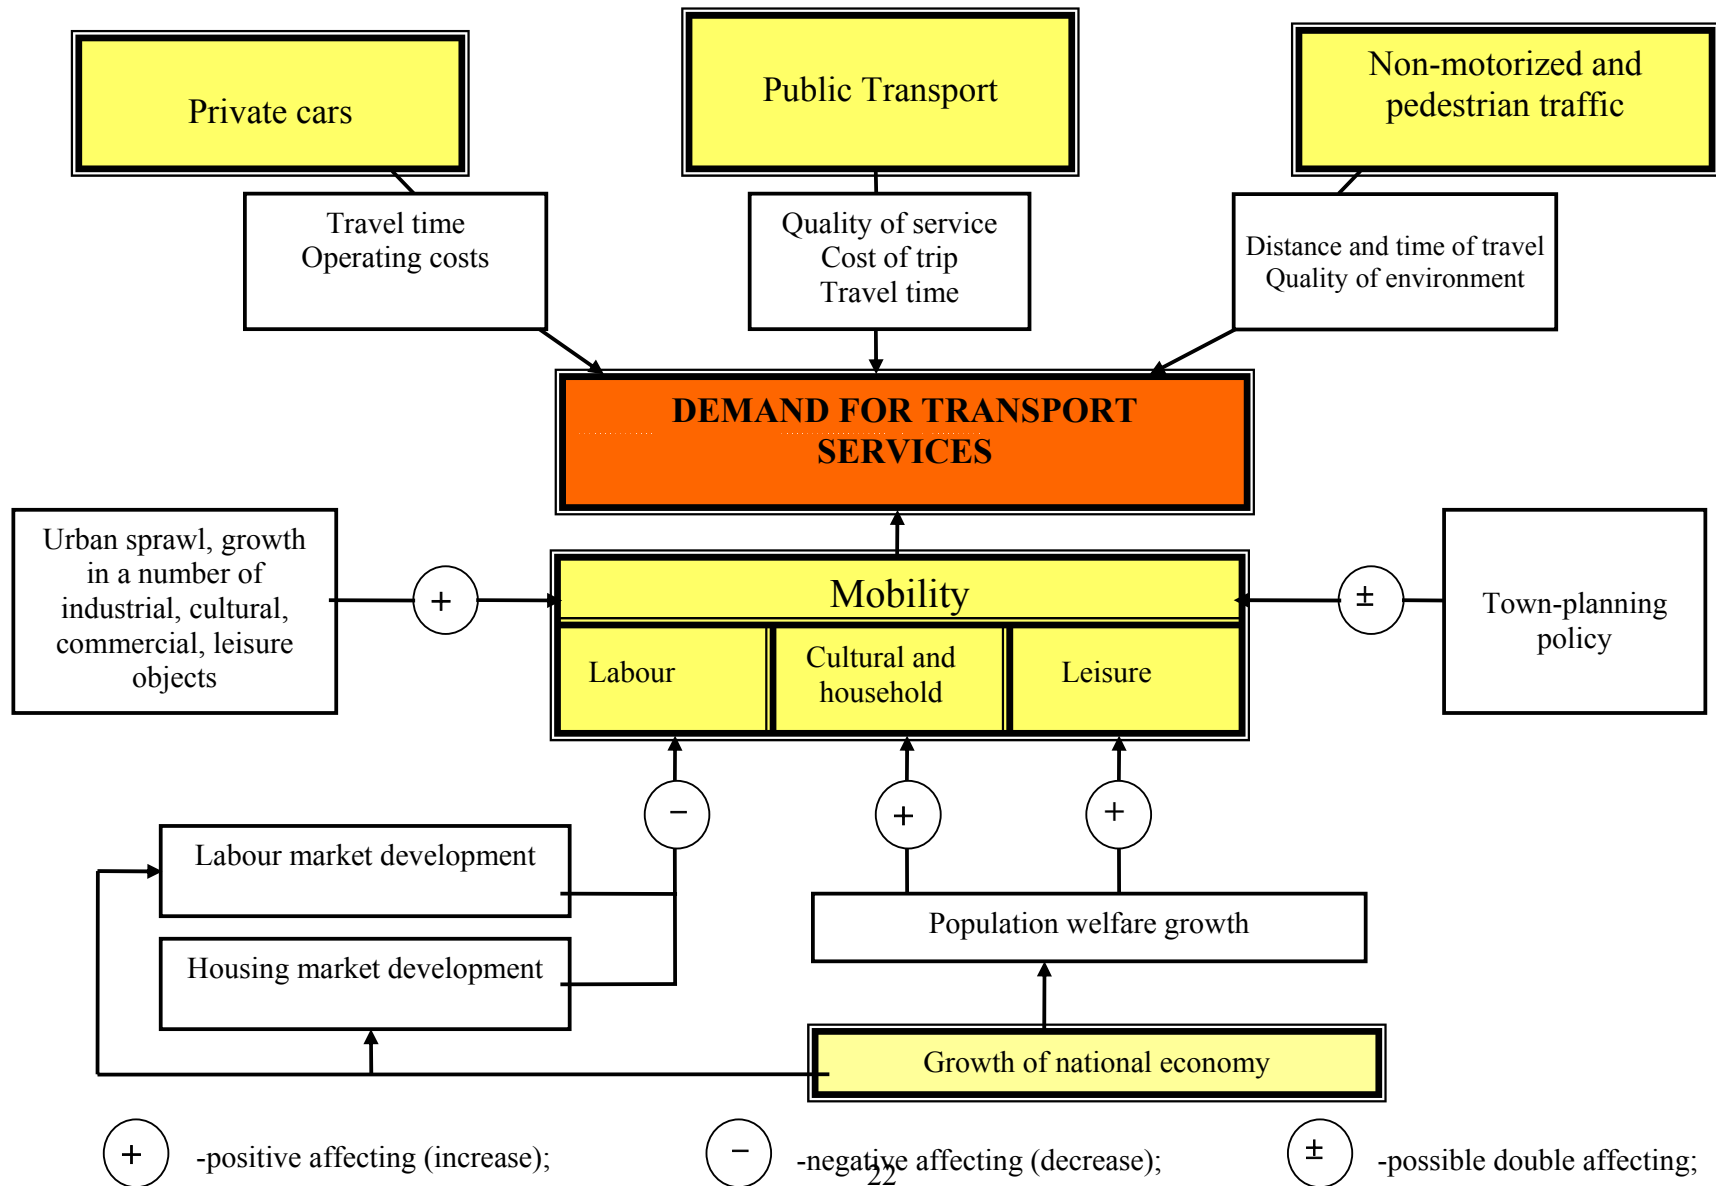 Private cars
Public Transport
Non-motorized and
pedestrian traffic
Travel time
Operating costs
Quality of service
Cost of trip
Travel time
Distance and time of travel
Quality of environment
DEMAND FOR TRANSPORT
SERVICES
Urban sprawl, growth
in a number of
industrial, cultural,
commercial, leisure
objects
+
Mobility
±
Town-planning
policy
Labour
Cultural and
household
Leisure
−
+
+
Labour market development
Population welfare growth
Housing market development
Growth of national economy
+ -positive affecting (increase);
− -negative affecting (decrease);
± -possible double affecting;
22